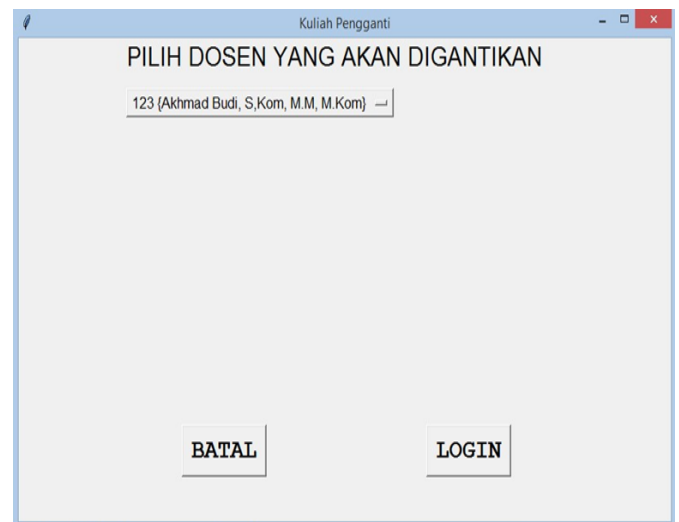 Kuliah Pengganti
PILIH DOSEN YANG AKAN DIGANTIKAN
123 {Akhmad Budi, S,Kom, M.M, M.Kom}
BATAL
LOGIN